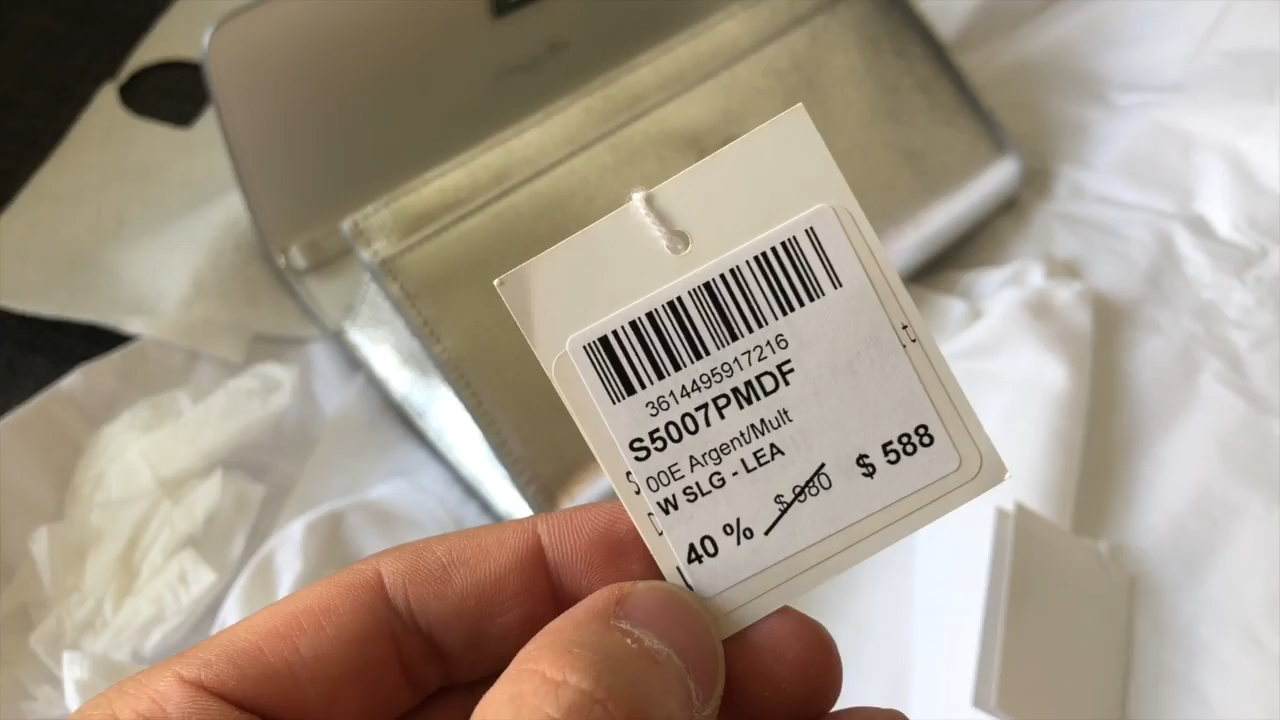 3614495917216
S5007PMDF
00E Argent/Mult
W SLG - LEA
40 % $ 980 $ 588
t